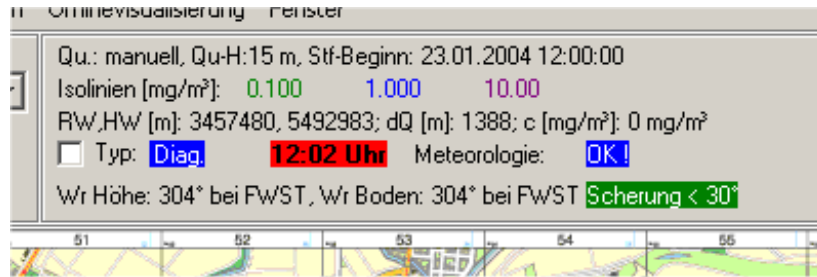 Onlinevisualisierung Fenster
Qu.: manuell, Qu-H:15 m, Stf-Beginn: 23.01.2004 12:00:00
Isolinien [mg/m³]: 0.100 1.000 10.00
RW,HW [m]: 3457480, 5492983; dQ [m]: 1388; c [mg/m³]: 0 mg/m³
Typ: Diag. 12:02 Uhr Meteorologie: OK !
Wr Höhe: 304° bei FWST, Wr Boden: 304° bei FWST Scherung < 30°
51 52 53 54 55